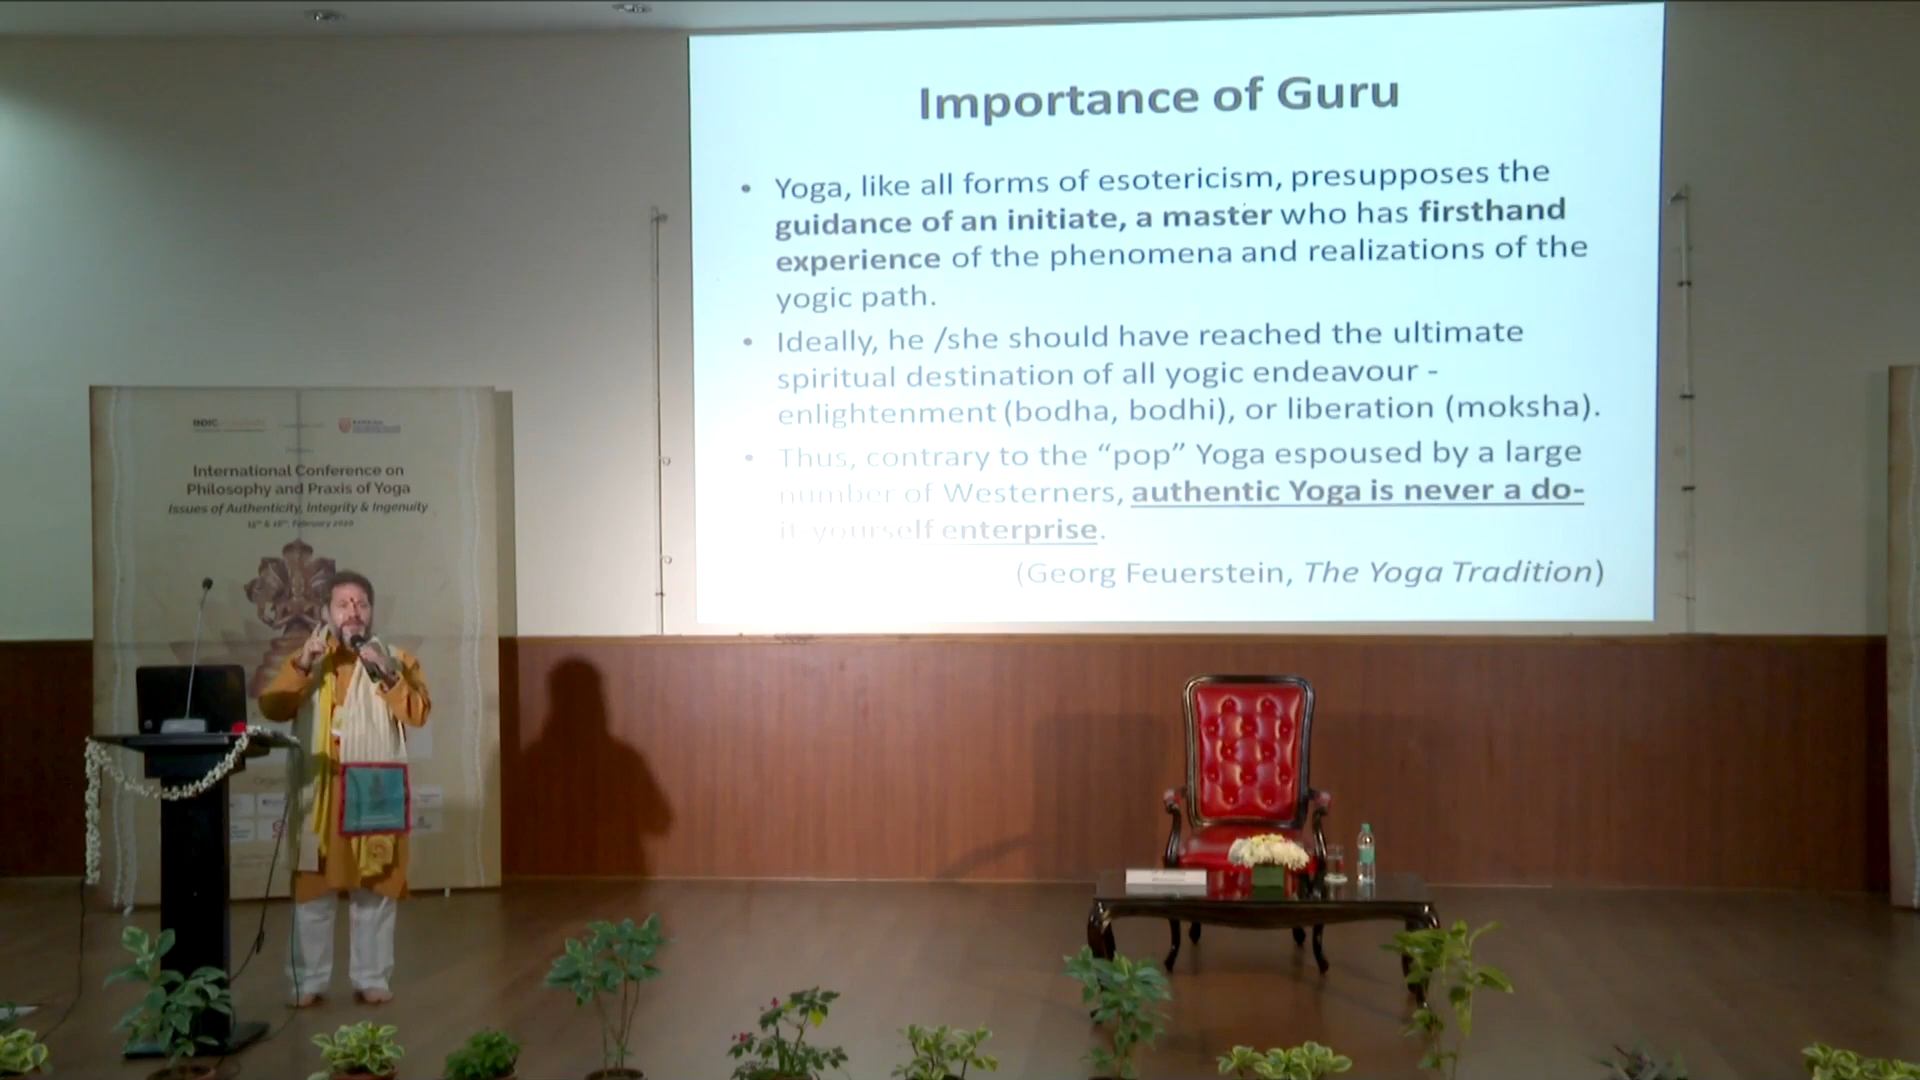 Importance of Guru
• Yoga, like all forms of esotericism, presupposes the
guidance of an initiate, a master who has firsthand
experience of the phenomena and realizations of the
yogic path.
• Ideally, he /she should have reached the ultimate
spiritual destination of all yogic endeavour -
enlightenment (bodha, bodhi), or liberation (moksha).
• Thus, contrary to the “pop” Yoga espoused by a large
number of Westerners, authentic Yoga is never a do-
it-yourself enterprise.
(Georg Feuerstein, The Yoga Tradition)
International Conference on
Philosophy and Praxis of Yoga
Issues of Authenticity, Integrity & Ingenuity
February 2020